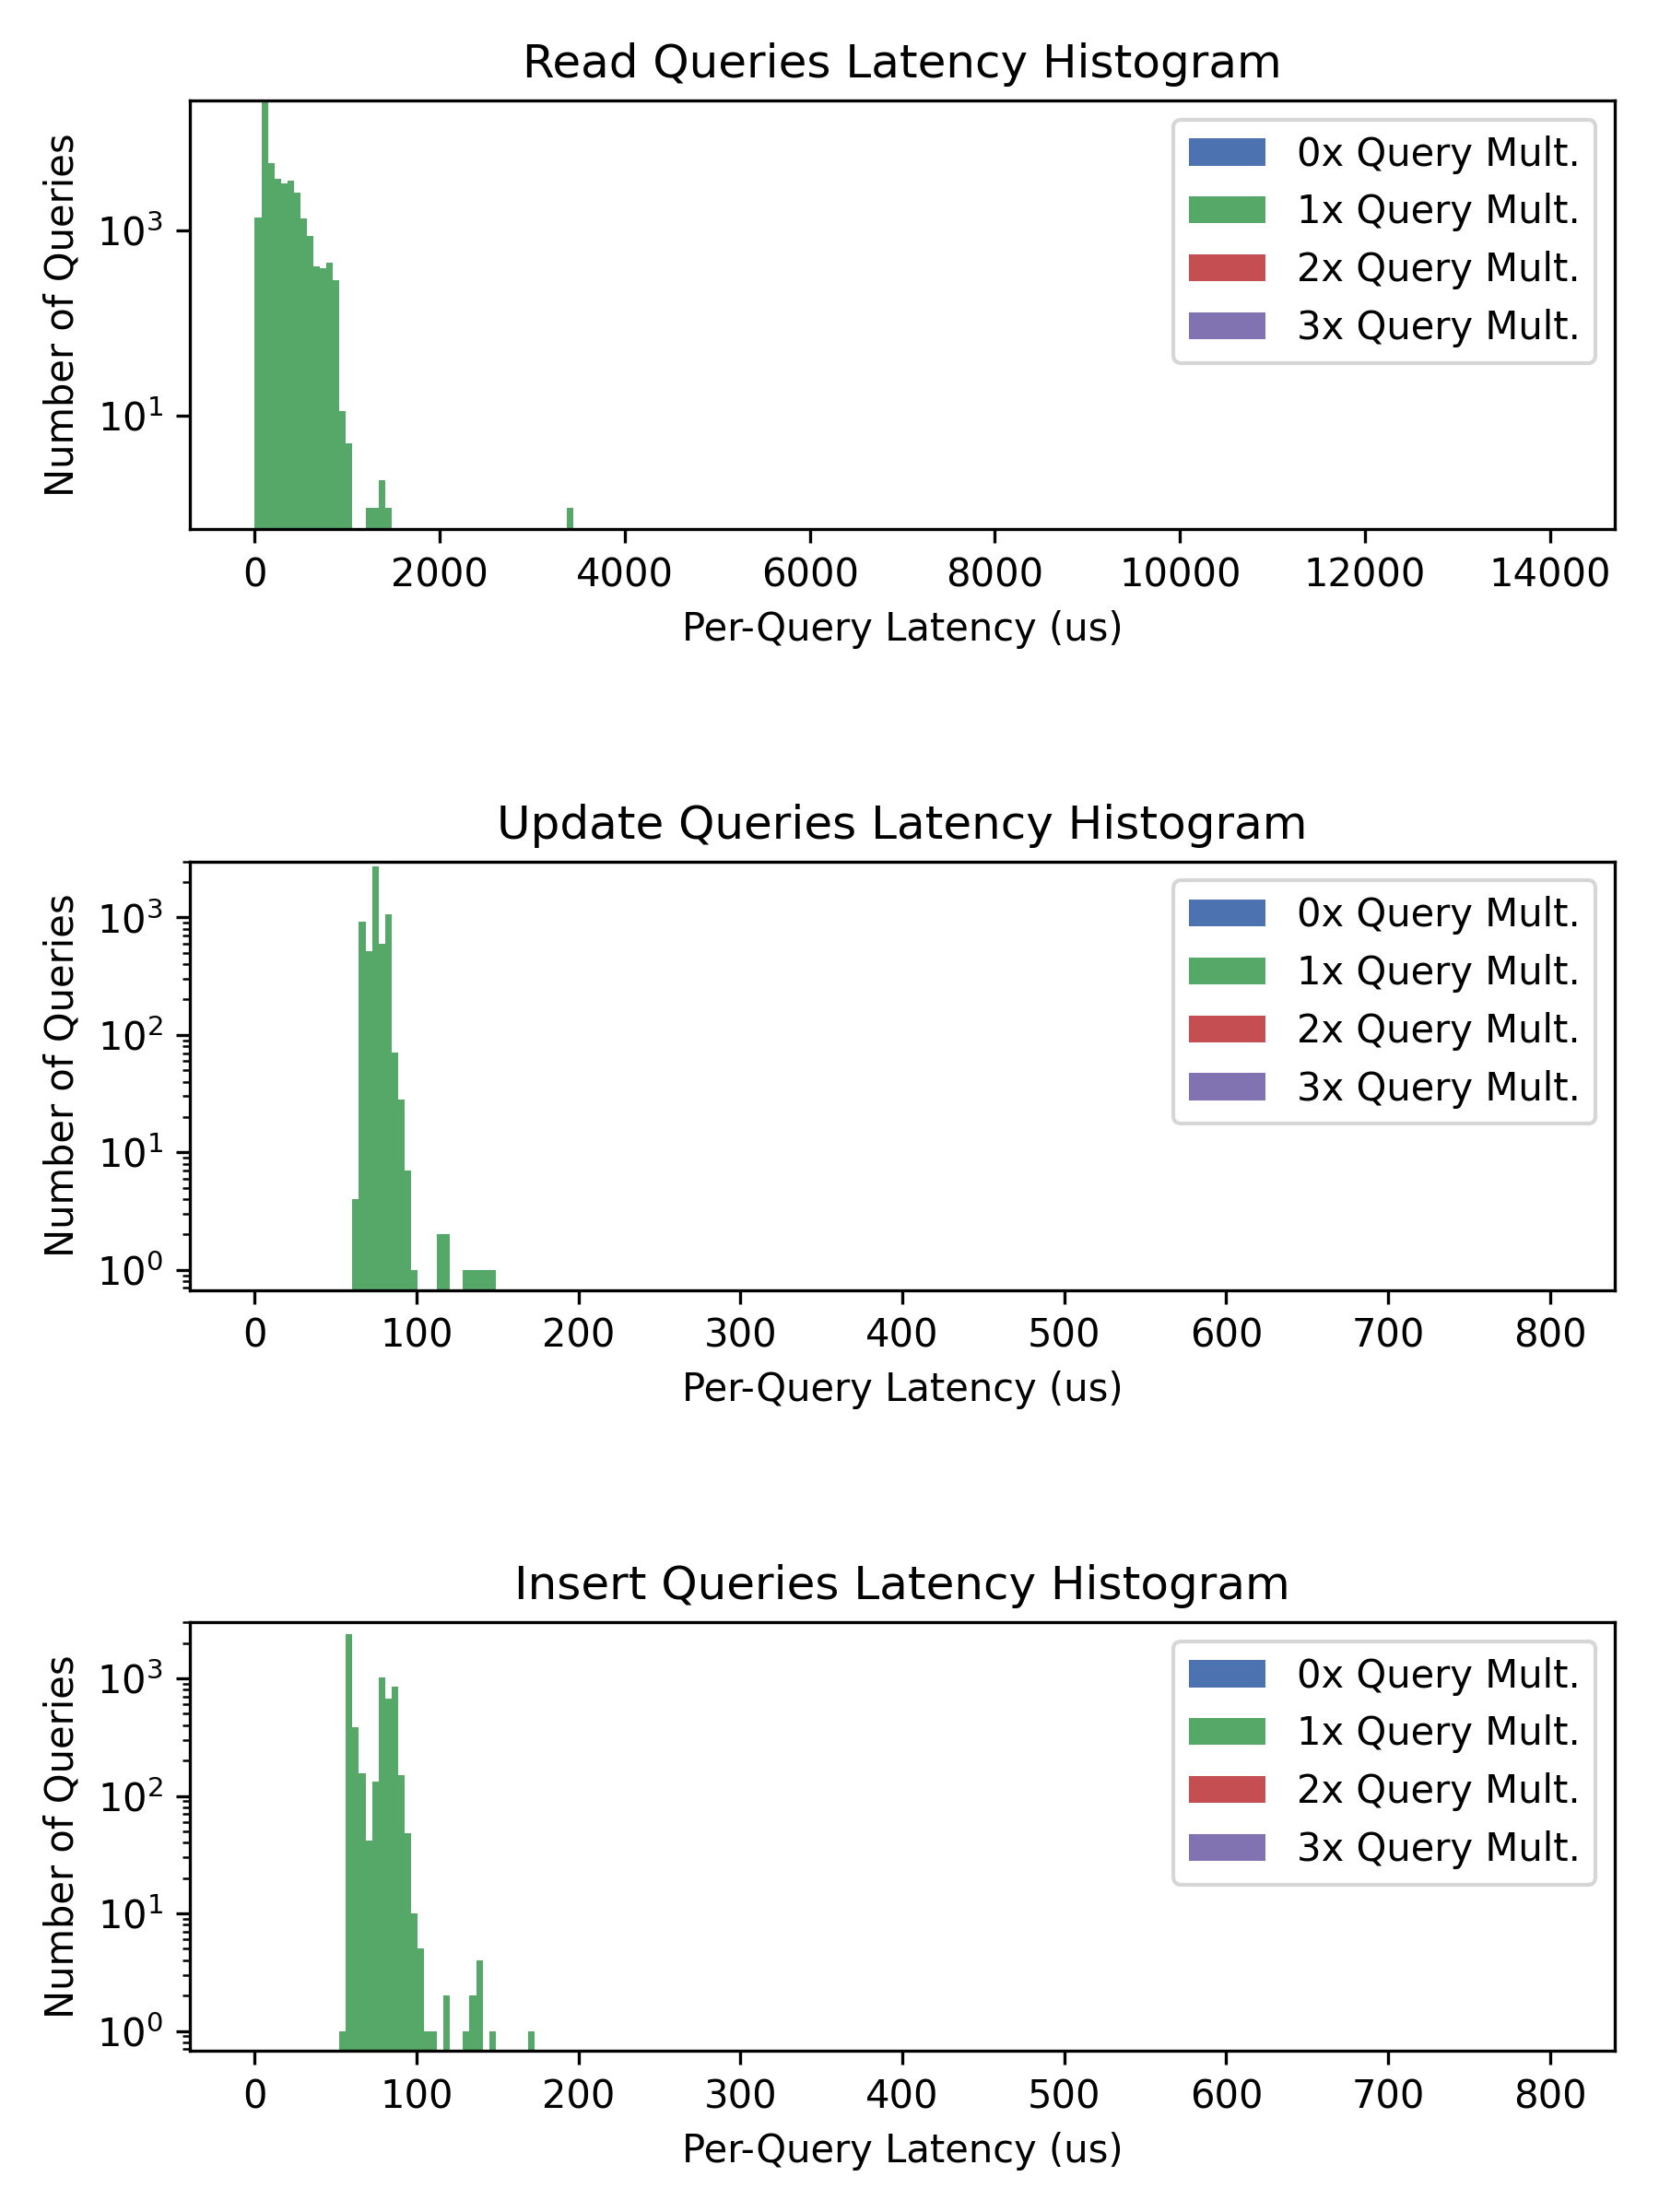 Read Queries Latency Histogram
Number of Queries
10³
10¹
0x Query Mult.
1x Query Mult.
2x Query Mult.
3x Query Mult.
0 2000 4000 6000 8000 10000 12000 14000
Per-Query Latency (us)
Update Queries Latency Histogram
Number of Queries
10³
10²
10¹
10⁰
0x Query Mult.
1x Query Mult.
2x Query Mult.
3x Query Mult.
0 100 200 300 400 500 600 700 800
Per-Query Latency (us)
Insert Queries Latency Histogram
Number of Queries
10³
10²
10¹
10⁰
0x Query Mult.
1x Query Mult.
2x Query Mult.
3x Query Mult.
0 100 200 300 400 500 600 700 800
Per-Query Latency (us)